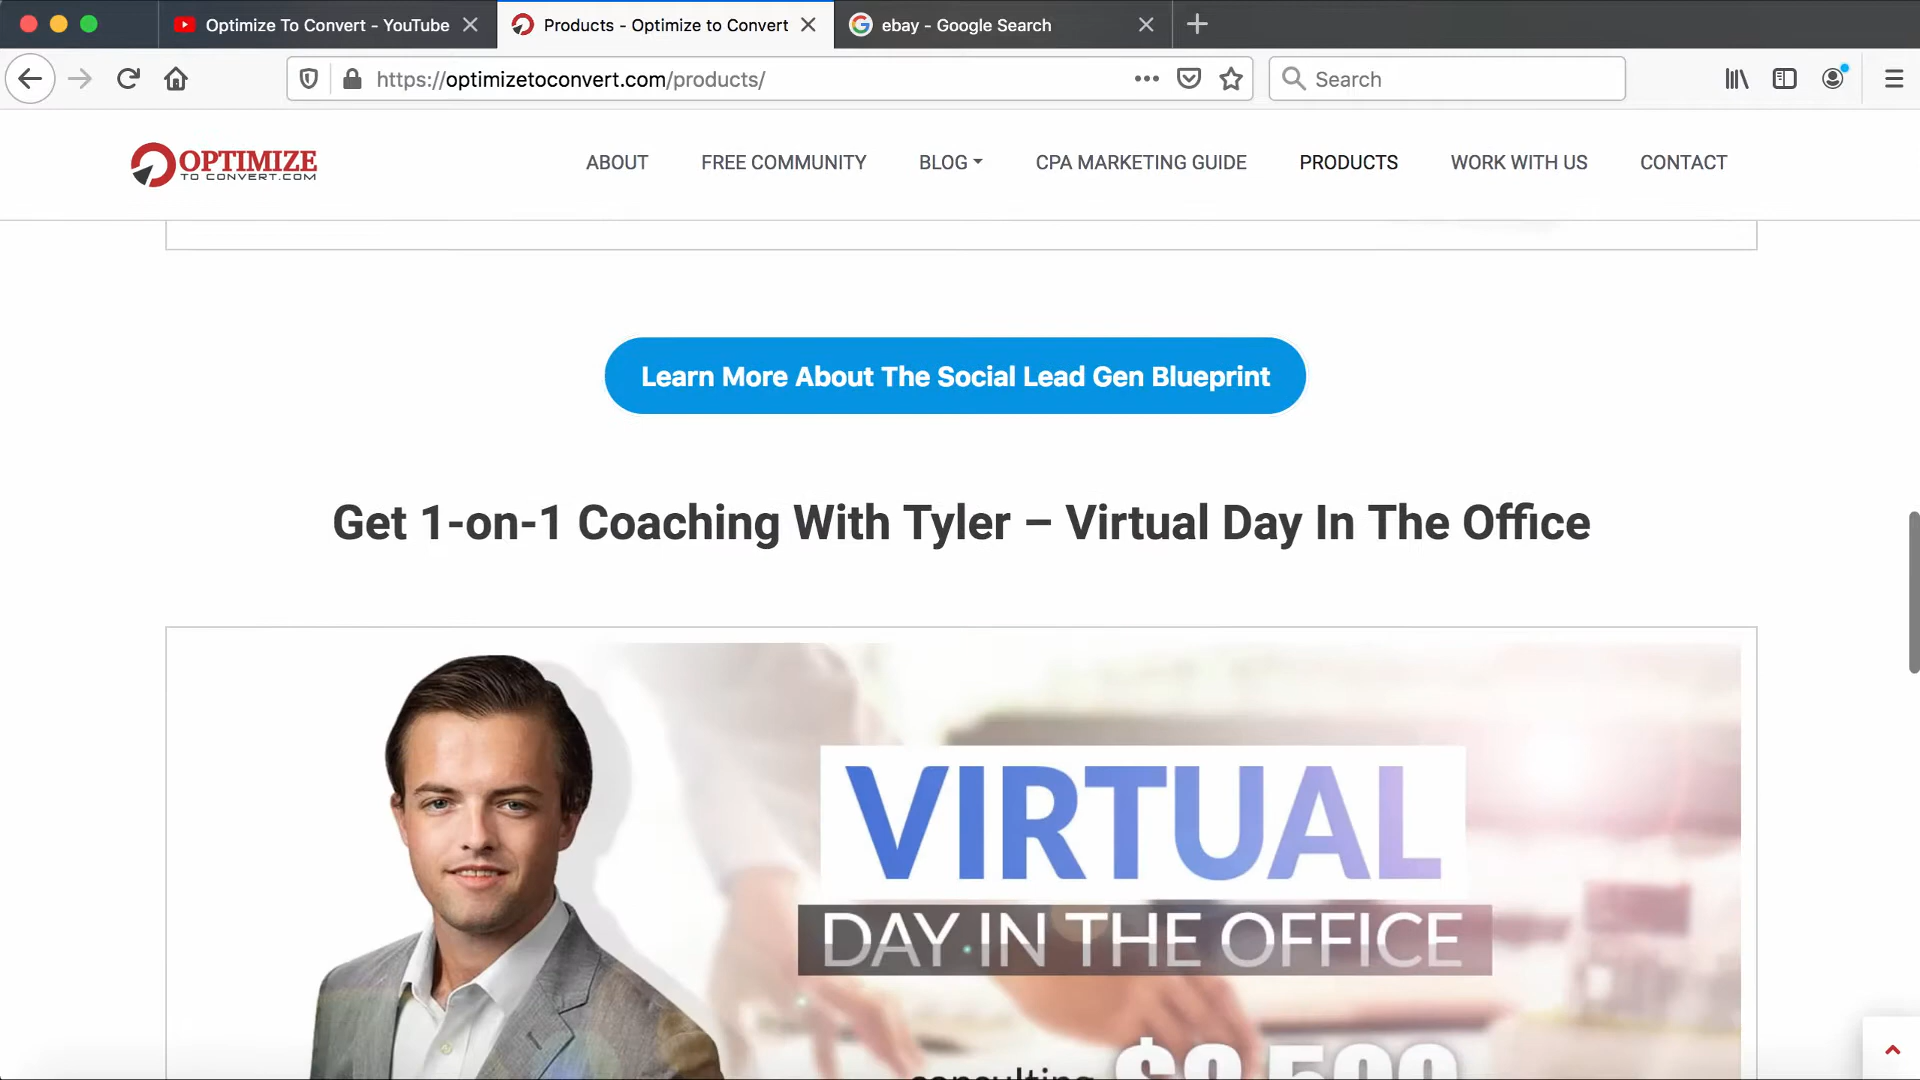 Optimize To Convert - YouTube
Products - Optimize to Convert
ebay - Google Search
https://optimizetoconvert.com/products/
Search
OPTIMIZE
TO CONVERT.COM
ABOUT
FREE COMMUNITY
BLOG
CPA MARKETING GUIDE
PRODUCTS
WORK WITH US
CONTACT
Learn More About The Social Lead Gen Blueprint
Get 1-on-1 Coaching With Tyler – Virtual Day In The Office
VIRTUAL
DAY IN THE OFFICE